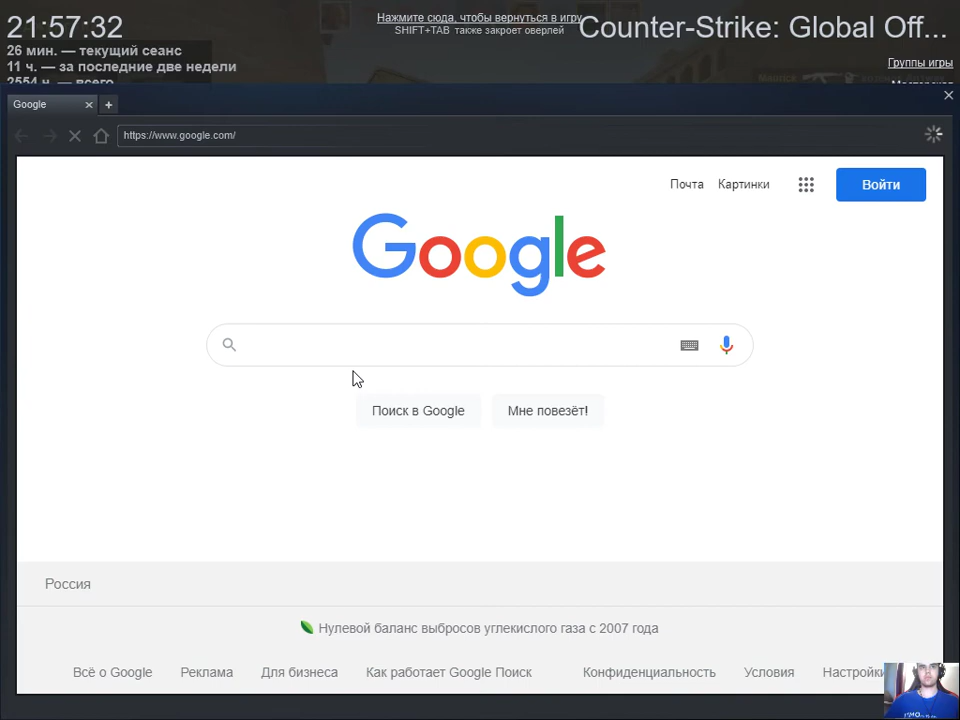 21:57:32
26 мин. — текущий сеанс
11 ч. — за последние две недели
2554 ч. — всего
Нажмите сюда, чтобы вернуться в игру
SHIFT+TAB также закроет оверлей
Counter-Strike: Global Off...
Группы игры
Google
https://www.google.com/
Почта
Картинки
Войти
Google
Поиск в Google
Мне повезёт!
Россия
Нулевой баланс выбросов углекислого газа с 2007 года
Всё о Google
Реклама
Для бизнеса
Как работает Google Поиск
Конфиденциальность
Условия
Настройки